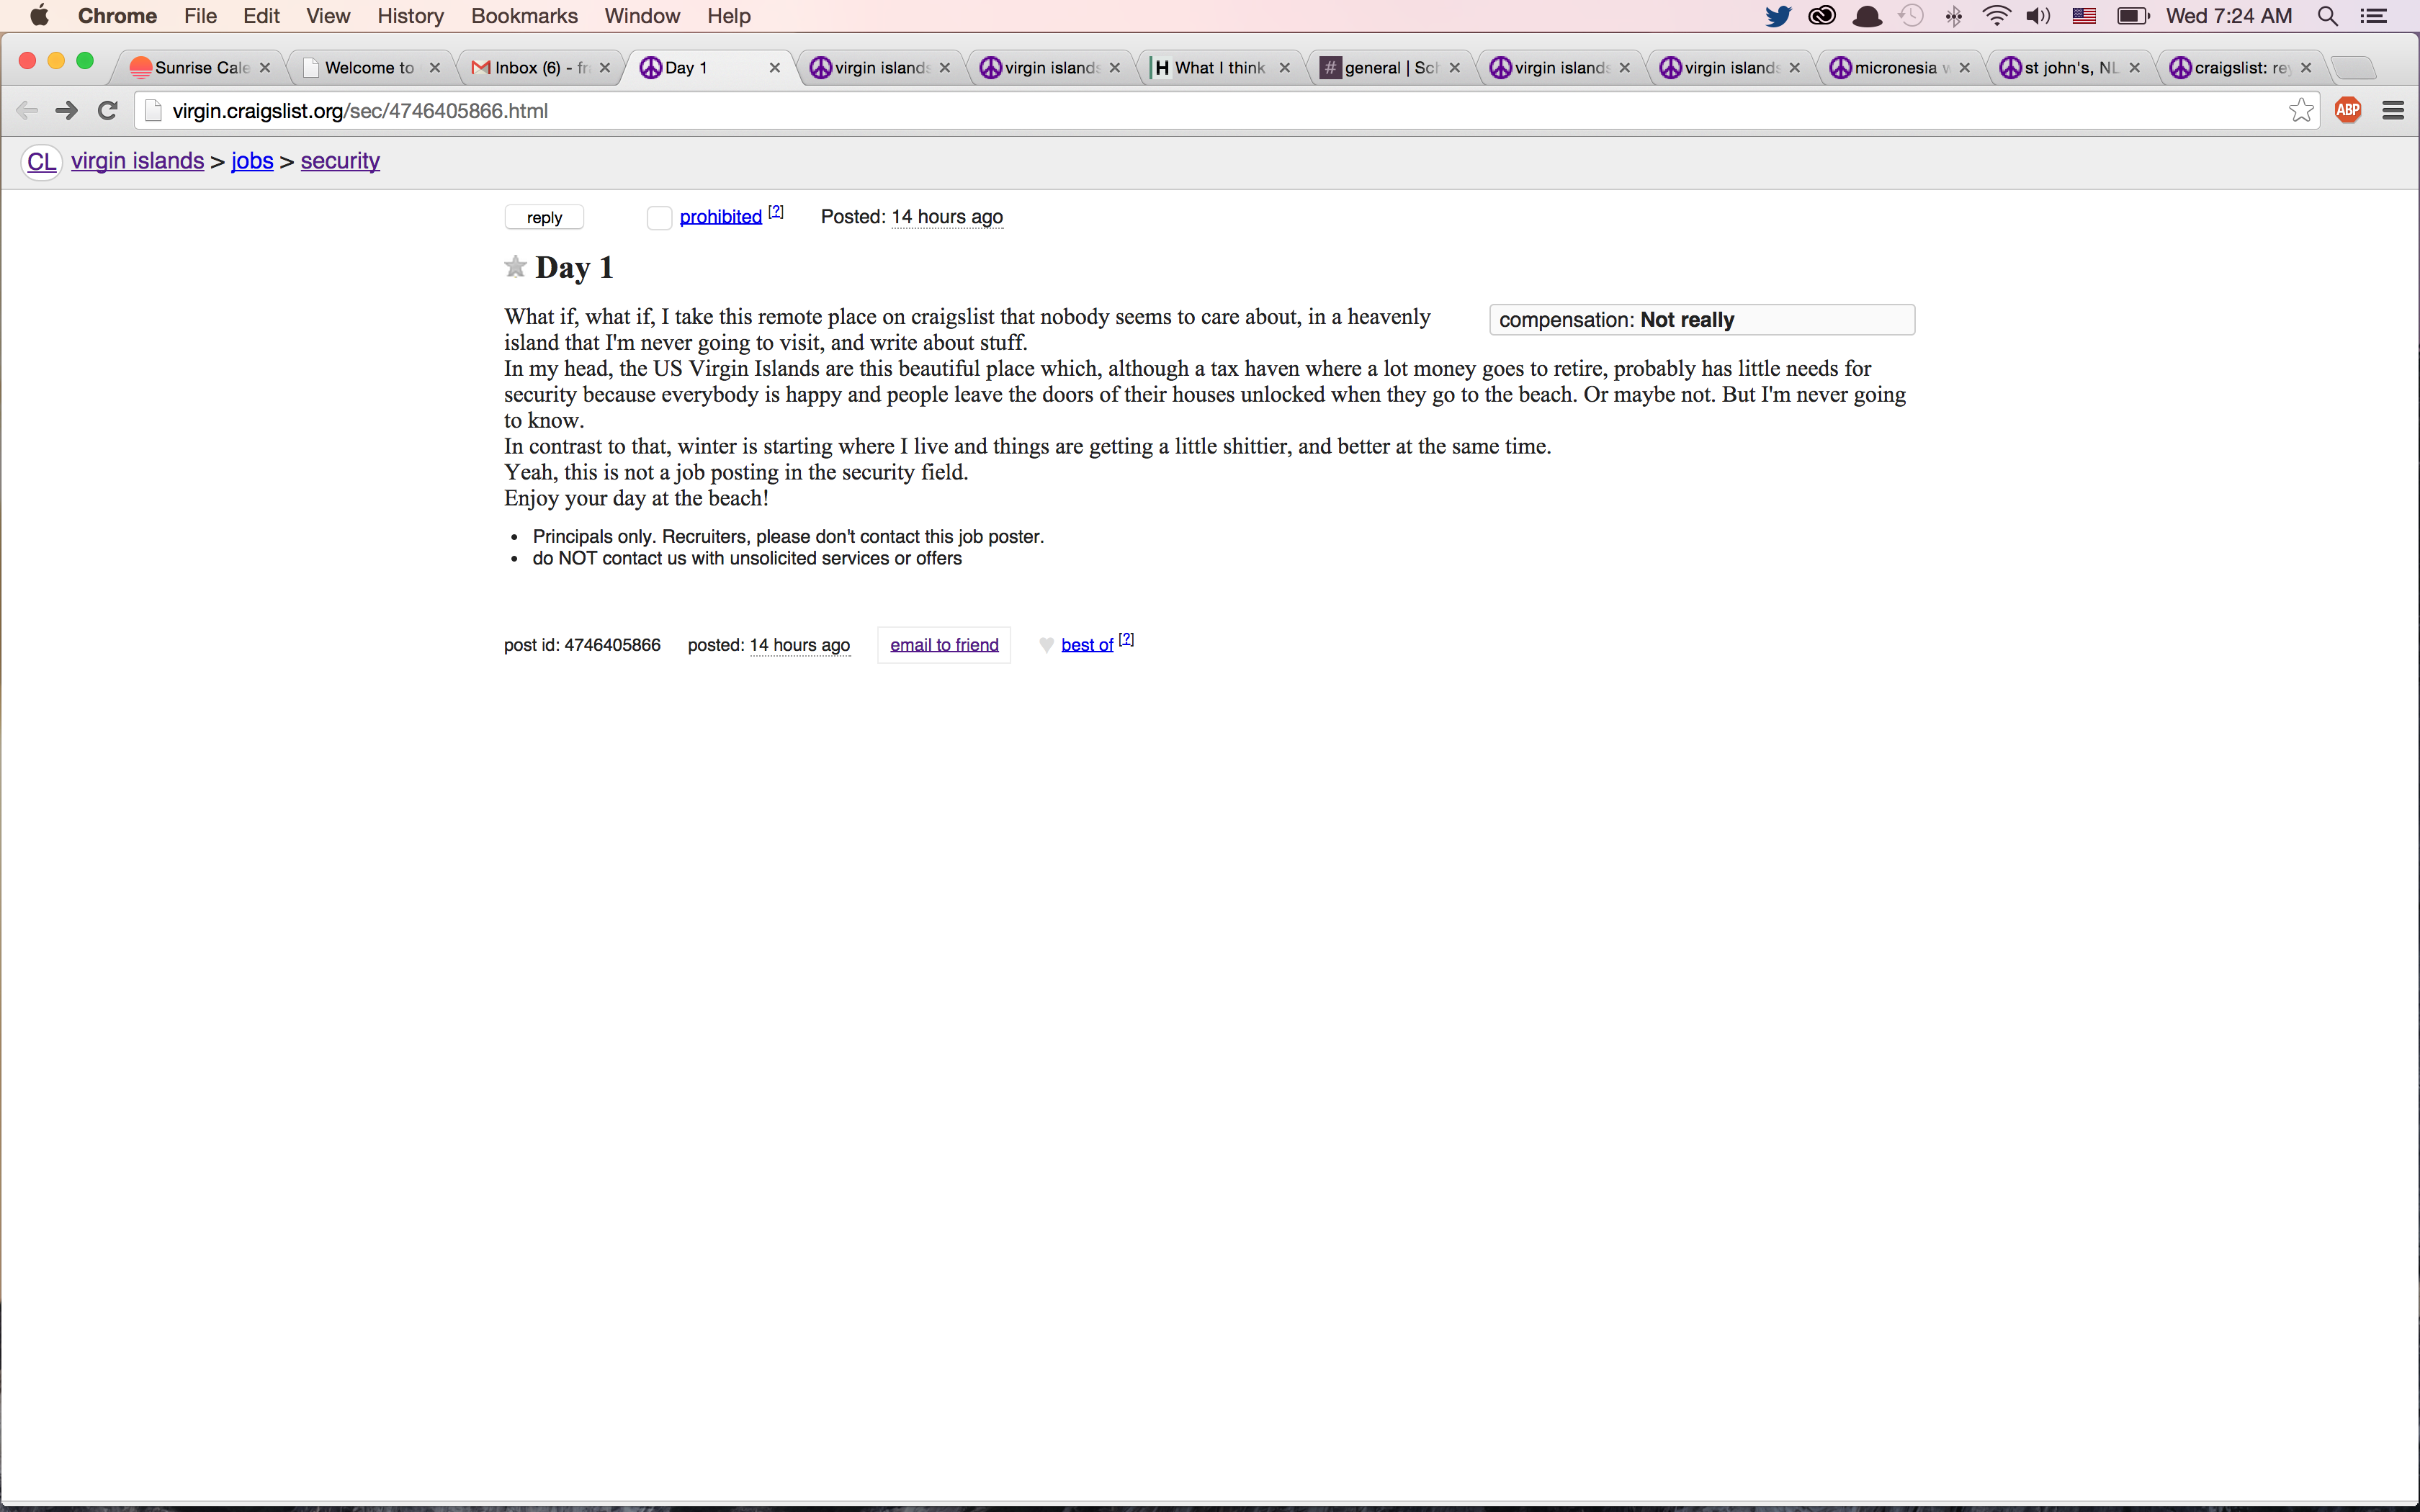 Chrome File Edit View History Bookmarks Window Help Wed 7:24 AM
Sunrise Cale Welcome to Inbox (6) - fr Day 1 virgin islands virgin islands What I think general | Sch virgin islands virgin islands micronesia st john's, NL craigslist: re
virgin.craigslist.org/sec/4746405866.html ABP
CL virgin islands > jobs > security
reply prohibited [?] Posted: 14 hours ago
Day 1
What if, what if, I take this remote place on craigslist that nobody seems to care about, in a heavenly
compensation: Not really
island that I'm never going to visit, and write about stuff.
In my head, the US Virgin Islands are this beautiful place which, although a tax haven where a lot money goes to retire, probably has little needs for
security because everybody is happy and people leave the doors of their houses unlocked when they go to the beach. Or maybe not. But I'm never going
to know.
In contrast to that, winter is starting where I live and things are getting a little shittier, and better at the same time.
Yeah, this is not a job posting in the security field.
Enjoy your day at the beach!
• Principals only. Recruiters, please don't contact this job poster.
• do NOT contact us with unsolicited services or offers
post id: 4746405866 posted: 14 hours ago email to friend best of [?]